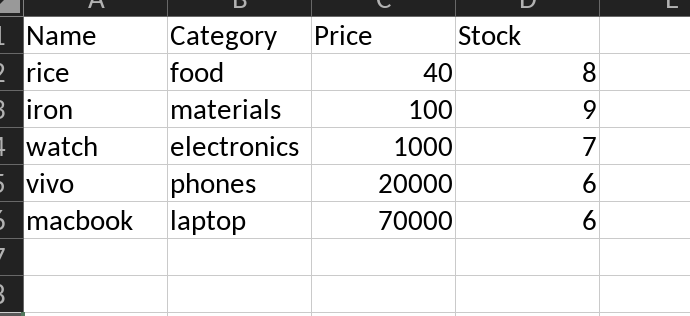 A B C D E
1 Name Category Price Stock
2 rice food 40 8
3 iron materials 100 9
4 watch electronics 1000 7
5 vivo phones 20000 6
6 macbook laptop 70000 6
7
8